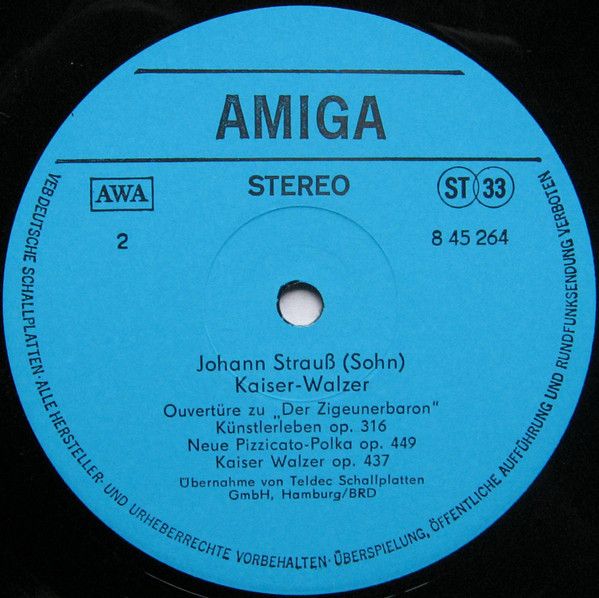 AMIGA
AWA
STEREO
ST 33
2
8 45 264
Johann Strauß (Sohn)
Kaiser-Walzer
Ouvertüre zu „Der Zigeunerbaron"
Künstlerleben op. 316
Neue Pizzicato-Polka op. 449
Kaiser Walzer op. 437
Übernahme von Teldec Schallplatten
GmbH, Hamburg/BRD
VEB DEUTSCHE SCHALLPLATTEN · ALLE HERSTELLER- UND URHEBERRECHTE VORBEHALTEN · ÜBERSPIELUNG, ÖFFENTLICHE AUFFÜHRUNG UND RUNDFUNKSENDUNG VERBOTEN